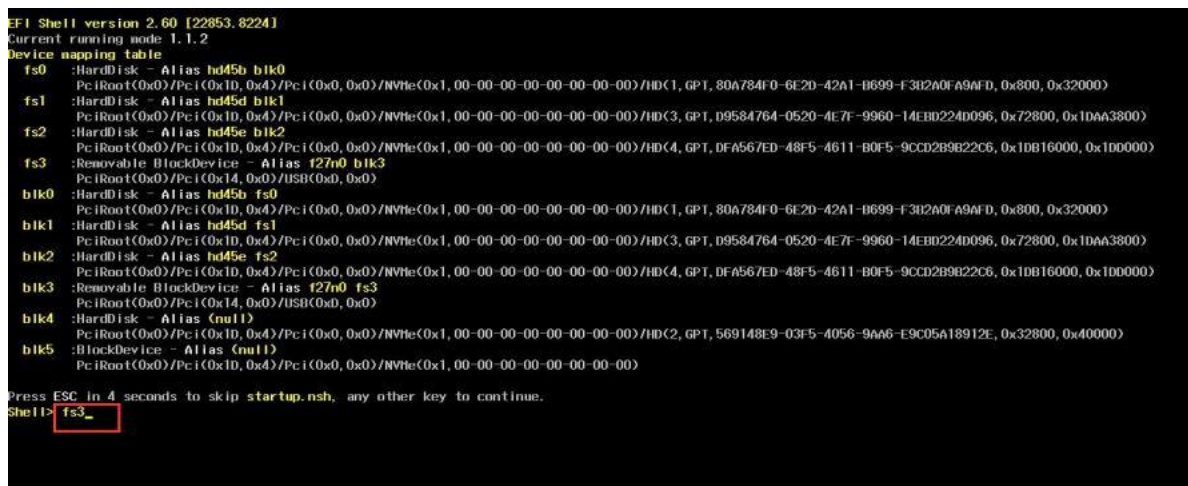 EFI Shell version 2.60 [22853.8224]
Current running mode 1.1.2
Device mapping table
fs0 :HardDisk - Alias hd45b blk0
PciRoot(0x0)/Pci(0x1D,0x4)/Pci(0x0,0x0)/NVMe(0x1,00-00-00-00-00-00-00-00)/HD(1,GPT,80A784F0-6E2D-42A1-B699-F3B2A0FA9AFD,0x800,0x32000)
fs1 :HardDisk - Alias hd45d blk1
PciRoot(0x0)/Pci(0x1D,0x4)/Pci(0x0,0x0)/NVMe(0x1,00-00-00-00-00-00-00-00)/HD(3,GPT,D9584764-0520-4E7F-9960-14EBD224D096,0x72800,0x1DAA3800)
fs2 :HardDisk - Alias hd45e blk2
PciRoot(0x0)/Pci(0x1D,0x4)/Pci(0x0,0x0)/NVMe(0x1,00-00-00-00-00-00-00-00)/HD(4,GPT,DFA567ED-48F5-4611-B0F5-9CCD2B9B22C6,0x1DB16000,0x1DD000)
fs3 :Removable BlockDevice - Alias f27n0 blk3
PciRoot(0x0)/Pci(0x14,0x0)/USB(0xD,0x0)
blk0 :HardDisk - Alias hd45b fs0
PciRoot(0x0)/Pci(0x1D,0x4)/Pci(0x0,0x0)/NVMe(0x1,00-00-00-00-00-00-00-00)/HD(1,GPT,80A784F0-6E2D-42A1-B699-F3B2A0FA9AFD,0x800,0x32000)
blk1 :HardDisk - Alias hd45d fs1
PciRoot(0x0)/Pci(0x1D,0x4)/Pci(0x0,0x0)/NVMe(0x1,00-00-00-00-00-00-00-00)/HD(3,GPT,D9584764-0520-4E7F-9960-14EBD224D096,0x72800,0x1DAA3800)
blk2 :HardDisk - Alias hd45e fs2
PciRoot(0x0)/Pci(0x1D,0x4)/Pci(0x0,0x0)/NVMe(0x1,00-00-00-00-00-00-00-00)/HD(4,GPT,DFA567ED-48F5-4611-B0F5-9CCD2B9B22C6,0x1DB16000,0x1DD000)
blk3 :Removable BlockDevice - Alias f27n0 fs3
PciRoot(0x0)/Pci(0x14,0x0)/USB(0xD,0x0)
blk4 :HardDisk - Alias (null)
PciRoot(0x0)/Pci(0x1D,0x4)/Pci(0x0,0x0)/NVMe(0x1,00-00-00-00-00-00-00-00)/HD(2,GPT,569148E9-03F5-4056-9AA6-E9C05A18912E,0x32800,0x40000)
blk5 :BlockDevice - Alias (null)
PciRoot(0x0)/Pci(0x1D,0x4)/Pci(0x0,0x0)/NVMe(0x1,00-00-00-00-00-00-00-00)
Press ESC in 4 seconds to skip startup.nsh, any other key to continue.
Shell> fs3_